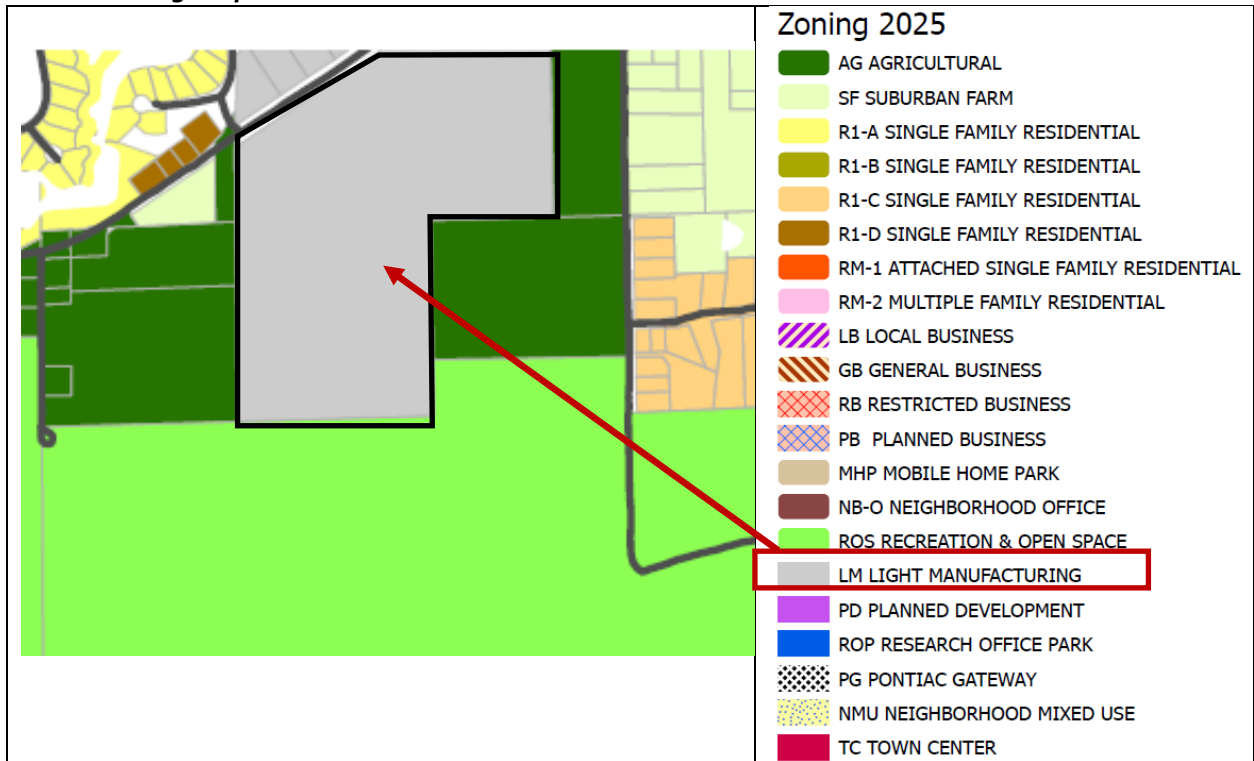 Zoning 2025
AG AGRICULTURAL
SF SUBURBAN FARM
R1-A SINGLE FAMILY RESIDENTIAL
R1-B SINGLE FAMILY RESIDENTIAL
R1-C SINGLE FAMILY RESIDENTIAL
R1-D SINGLE FAMILY RESIDENTIAL
RM-1 ATTACHED SINGLE FAMILY RESIDENTIAL
RM-2 MULTIPLE FAMILY RESIDENTIAL
LB LOCAL BUSINESS
GB GENERAL BUSINESS
RB RESTRICTED BUSINESS
PB PLANNED BUSINESS
MHP MOBILE HOME PARK
NB-O NEIGHBORHOOD OFFICE
ROS RECREATION & OPEN SPACE
LM LIGHT MANUFACTURING
PD PLANNED DEVELOPMENT
ROP RESEARCH OFFICE PARK
PG PONTIAC GATEWAY
NMU NEIGHBORHOOD MIXED USE
TC TOWN CENTER